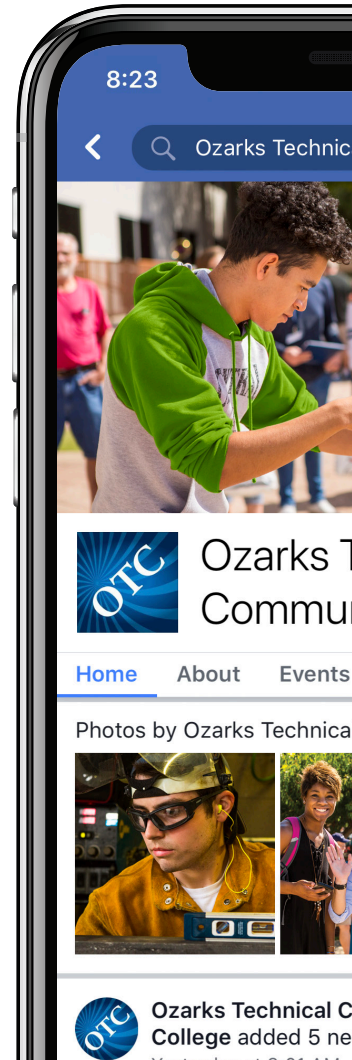 8:23
Ozarks Technic
OTC
Ozarks T
Commu
Home About Events
Photos by Ozarks Technica
OTC
Ozarks Technical C
College added 5 ne